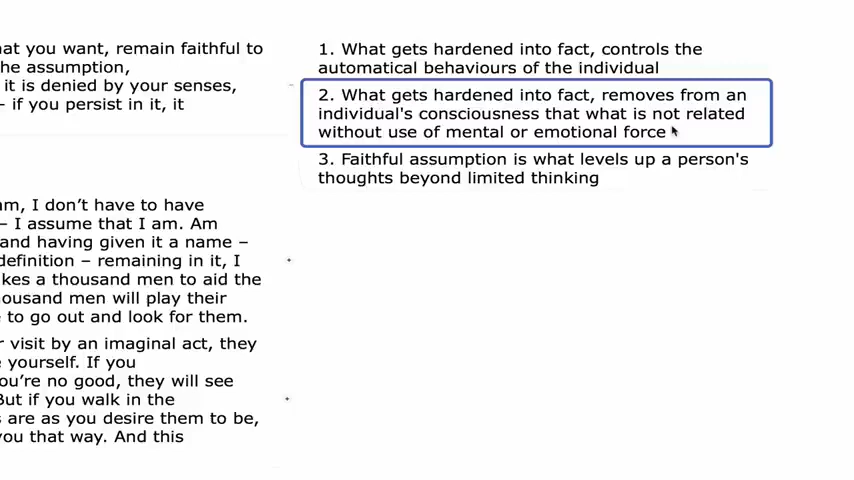 hat you want, remain faithful to
he assumption,
it is denied by your senses,
– if you persist in it, it
am, I don’t have to have
– I assume that I am. Am
and having given it a name –
definition – remaining in it, I
kes a thousand men to aid the
housand men will play their
to go out and look for them.
r visit by an imaginal act, they
e yourself. If you
ou’re no good, they will see
But if you walk in the
s are as you desire them to be,
you that way. And this
1. What gets hardened into fact, controls the
automatical behaviours of the individual
2. What gets hardened into fact, removes from an
individual's consciousness that what is not related
without use of mental or emotional force
3. Faithful assumption is what levels up a person's
thoughts beyond limited thinking